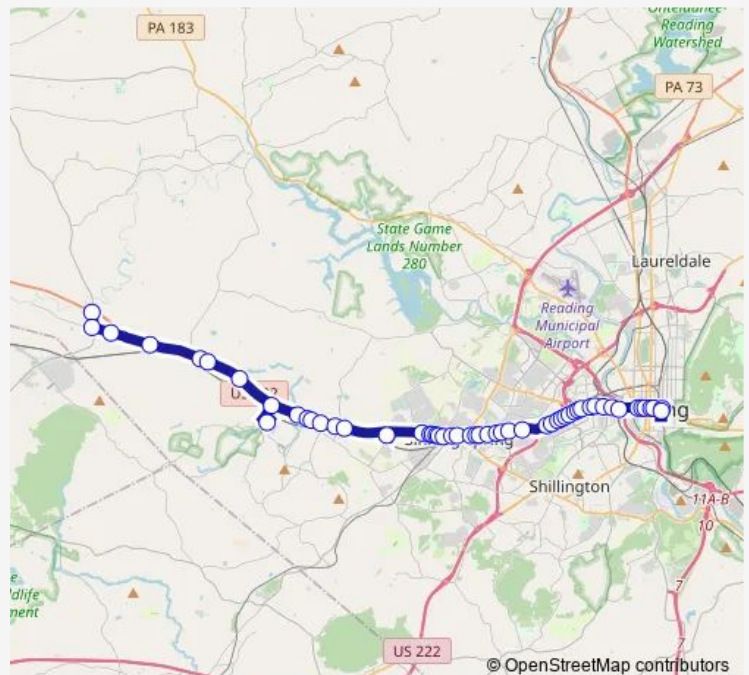 PA 183
Reading
Watershed
PA 73
State Game
Lands Number
280
Laureldale
Reading
Municipal
Airport
Shillington
11A-B
10
7
7
US 222
© OpenStreetMap contributors